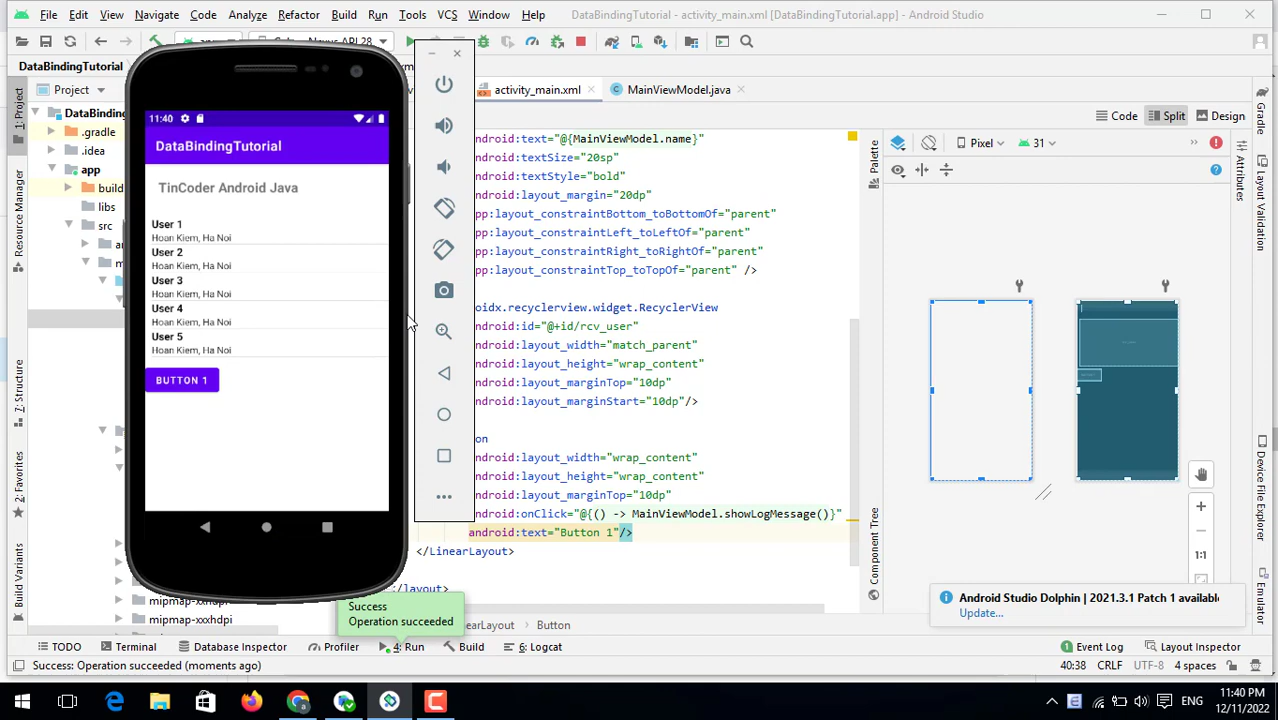 File Edit View Navigate Code Analyze Refactor Build Run Tools VCS Window Help DataBindingTutorial - activity_main.xml [DataBindingTutorial.app] - Android Studio
DataBindingTutorial
Project
activity_main.xml
MainViewModel.java
Code Split Design
DataBinding
.gradle
.idea
app
build
libs
src
mipmap-xxhdpi
1: Project
Resource Manager
7: Structure
2: Favorites
Build Variants
11:40
DataBindingTutorial
TinCoder Android Java
User 1
Hoan Kiem, Ha Noi
User 2
Hoan Kiem, Ha Noi
User 3
Hoan Kiem, Ha Noi
User 4
Hoan Kiem, Ha Noi
User 5
Hoan Kiem, Ha Noi
BUTTON 1
android:text="@{MainViewModel.name}"
android:textSize="20sp"
android:textStyle="bold"
android:layout_margin="20dp"
app:layout_constraintBottom_toBottomOf="parent"
app:layout_constraintLeft_toLeftOf="parent"
app:layout_constraintRight_toRightOf="parent"
app:layout_constraintTop_toTopOf="parent" />
oidx.recyclerview.widget.RecyclerView
android:id="@+id/rcv_user"
android:layout_width="match_parent"
android:layout_height="wrap_content"
android:layout_marginTop="10dp"
android:layout_marginStart="10dp"/>
on
android:layout_width="wrap_content"
android:layout_height="wrap_content"
android:layout_marginTop="10dp"
android:onClick="@{() -> MainViewModel.showLogMessage()}"
android:text="Button 1"/>
</LinearLayout>
</layout>
Palette
Component Tree
Pixel 31
Attributes
Gradle
Layout Validation
Device File Explorer
Emulator
1:1
Success
Operation succeeded
Button
Android Studio Dolphin | 2021.3.1 Patch 1 available
Update...
TODO Terminal Database Inspector Profiler 4: Run Build 6: Logcat Event Log Layout Inspector
Success: Operation succeeded (moments ago) 40:38 CRLF UTF-8 4 spaces
ENG
11:40 PM
12/11/2022